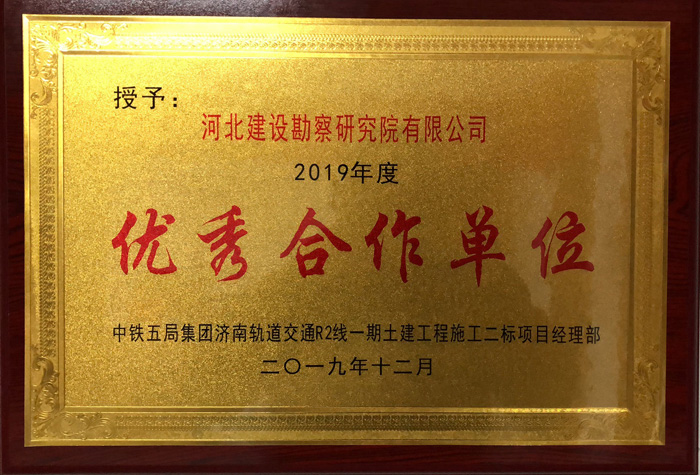 授予：
河北建设勘察研究院有限公司
2019年度
优秀合作单位
中铁五局集团济南轨道交通R2线一期土建工程施工二标项目经理部
二〇一九年十二月